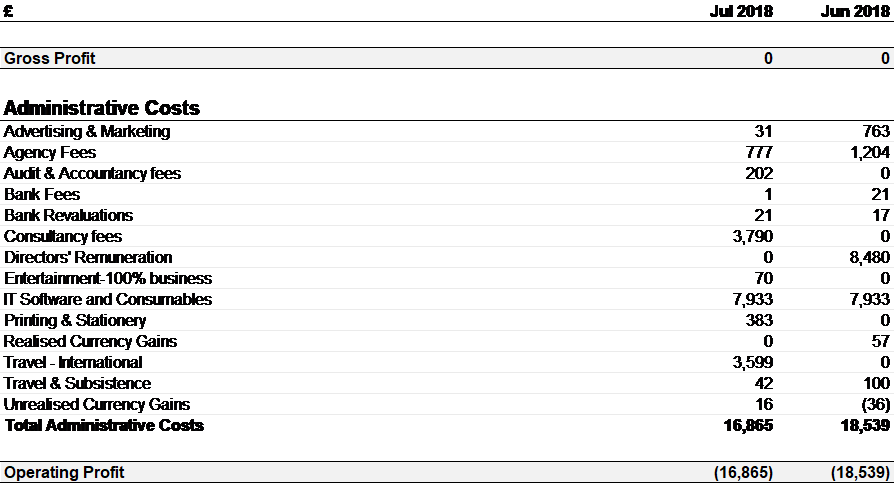 £ Jul 2018 Jun 2018
Gross Profit 0 0
Administrative Costs
Advertising & Marketing 31 763
Agency Fees 777 1,204
Audit & Accountancy fees 202 0
Bank Fees 1 21
Bank Revaluations 21 17
Consultancy fees 3,790 0
Directors' Remuneration 0 8,480
Entertainment-100% business 70 0
IT Software and Consumables 7,933 7,933
Printing & Stationery 383 0
Realised Currency Gains 0 57
Travel - International 3,599 0
Travel & Subsistence 42 100
Unrealised Currency Gains 16 (36)
Total Administrative Costs 16,865 18,539
Operating Profit (16,865) (18,539)